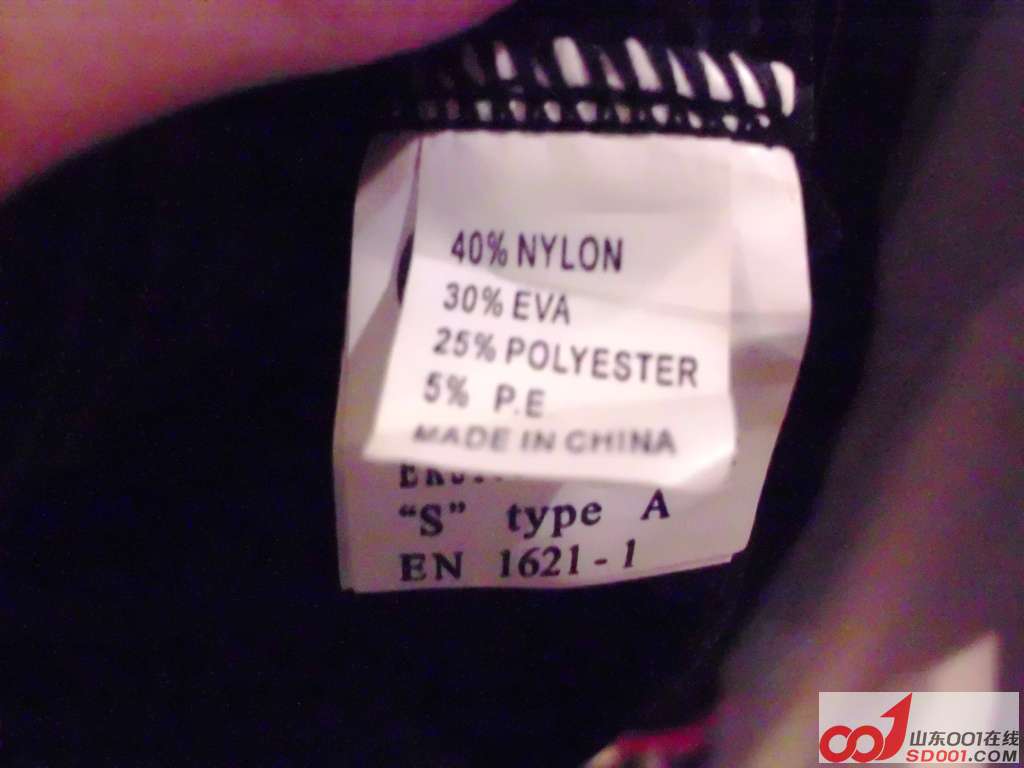 40% NYLON
30% EVA
25% POLYESTER
5% P.E
MADE IN CHINA
"S" type A
EN 1621-1
山东001在线
SD001.COM